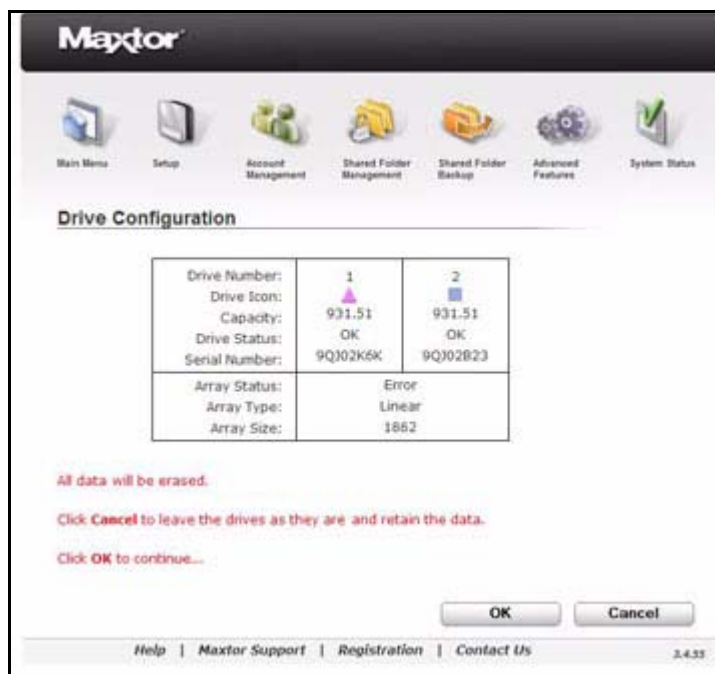 Maxtor
Main Menu
Setup
Account Management
Shared Folder Management
Shared Folder Backup
Advanced Features
System Status
Drive Configuration
Drive Number: 1 2
Drive Icon:
Capacity: 931.51 931.51
Drive Status: OK OK
Serial Number: 9QJ02K6K 9QJ02B23
Array Status: Error
Array Type: Linear
Array Size: 1862
All data will be erased.
Click Cancel to leave the drives as they are and retain the data.
Click OK to continue...
OK Cancel
Help | Maxtor Support | Registration | Contact Us